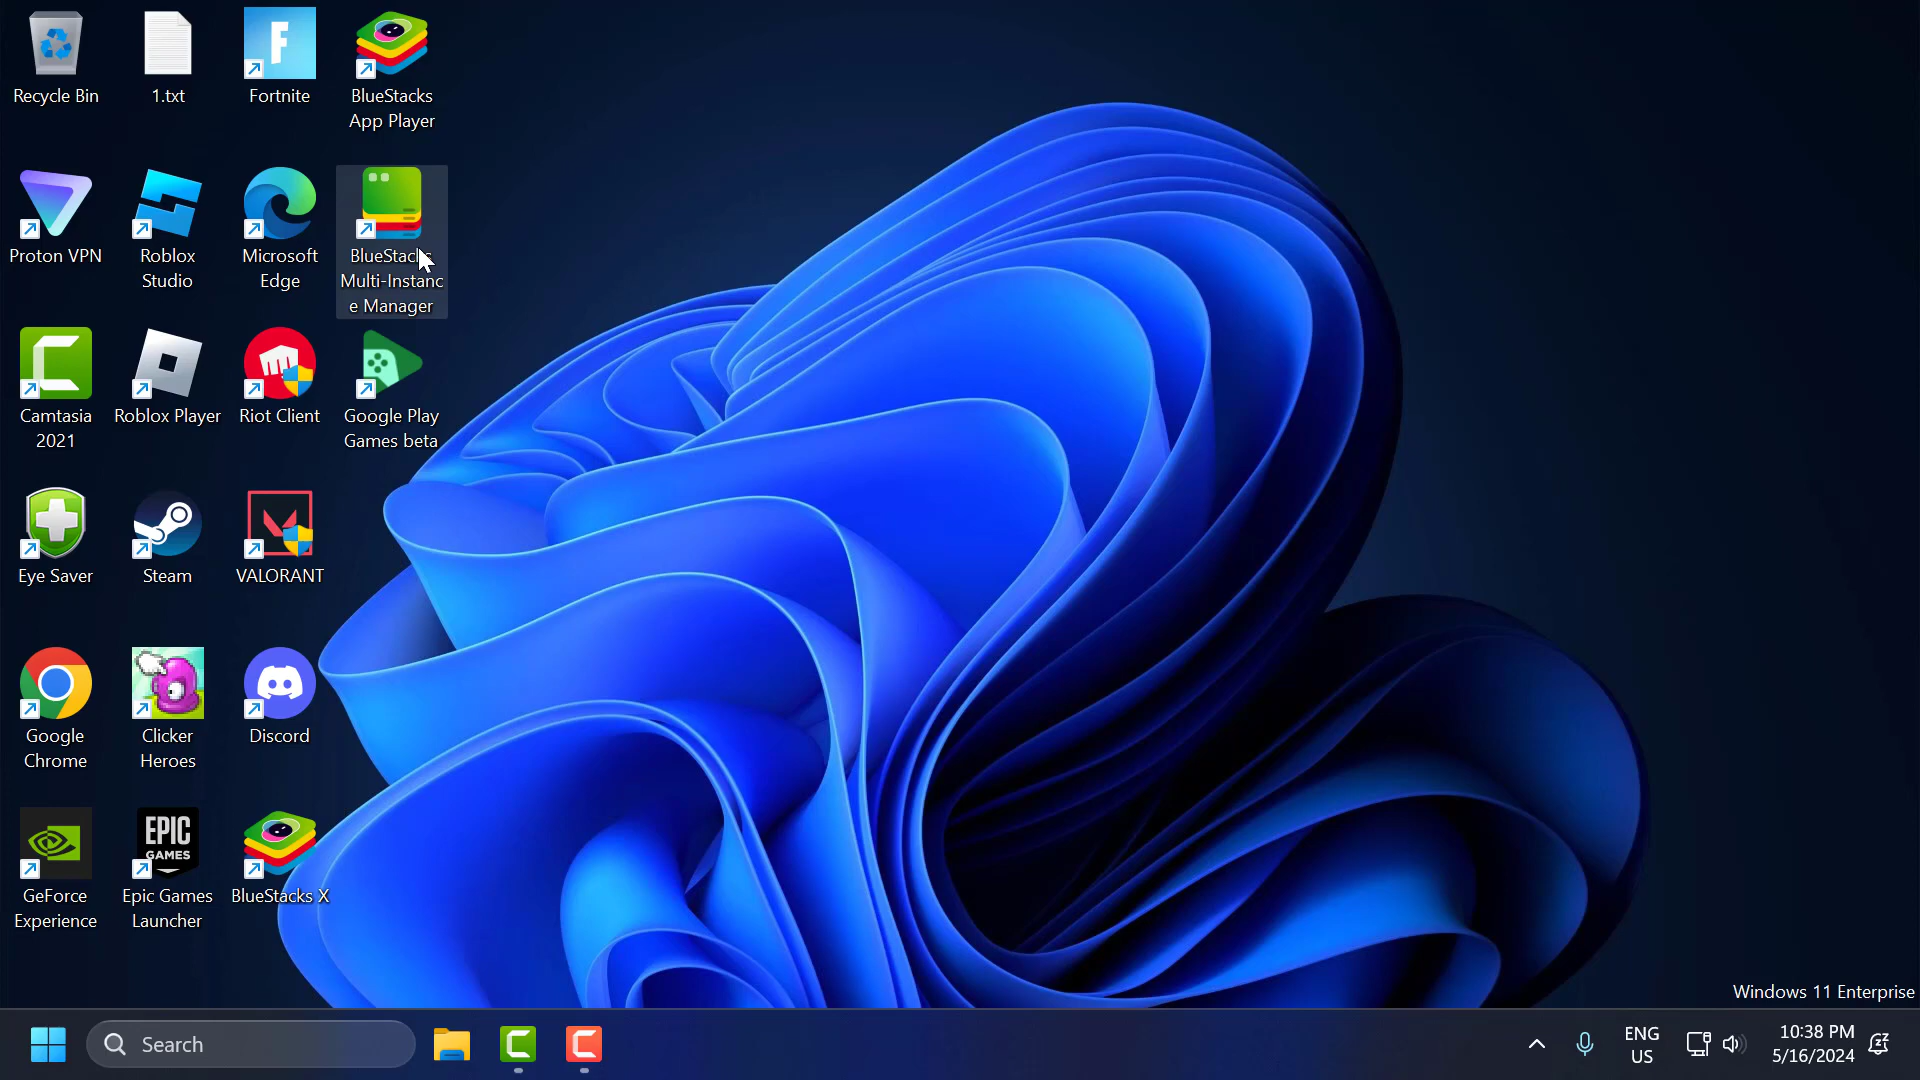 Recycle Bin
1.txt
Fortnite
BlueStacks
App Player
Proton VPN
Roblox
Studio
Microsoft
Edge
BlueStacks
Multi-Instanc
e Manager
Camtasia
2021
Roblox Player
Riot Client
Google Play
Games beta
Eye Saver
Steam
VALORANT
Google
Chrome
Clicker
Heroes
Discord
EPIC
GAMES
GeForce
Experience
Epic Games
Launcher
BlueStacks X
Windows 11 Enterprise
Search
ENG
US
10:38 PM
5/16/2024